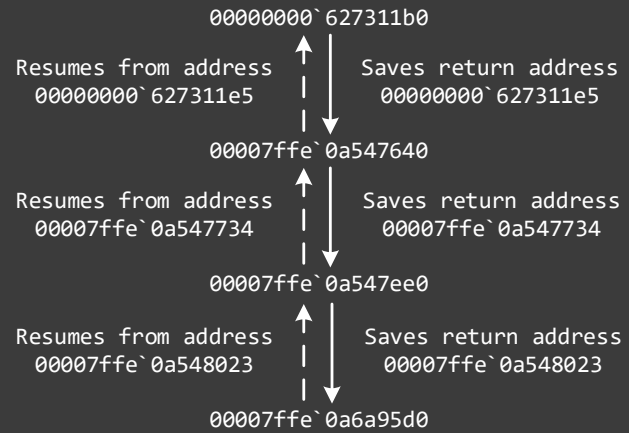 00000000`627311b0
Resumes from address
00000000`627311e5
Saves return address
00000000`627311e5
00007ffe`0a547640
Resumes from address
00007ffe`0a547734
Saves return address
00007ffe`0a547734
00007ffe`0a547ee0
Resumes from address
00007ffe`0a548023
Saves return address
00007ffe`0a548023
00007ffe`0a6a95d0